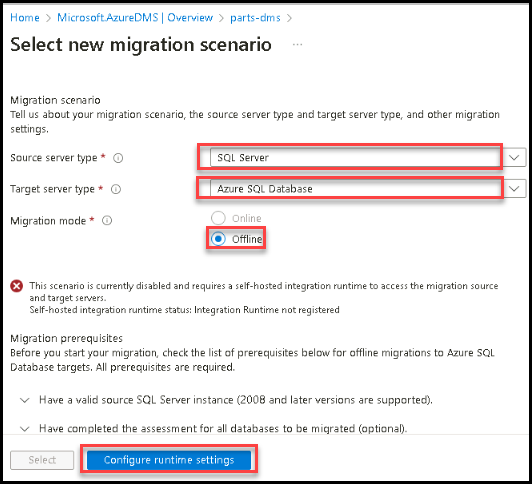 Home > Microsoft.AzureDMS | Overview > parts-dms >
Select new migration scenario ...
Migration scenario
Tell us about your migration scenario, the source server type and target server type, and other migration
settings.
Source server type * SQL Server
Target server type * Azure SQL Database
Migration mode * Online
Offline
This scenario is currently disabled and requires a self-hosted integration runtime to access the migration source
and target servers.
Self-hosted integration runtime status: Integration Runtime not registered
Migration prerequisites
Before you start your migration, check the list of prerequisites below for offline migrations to Azure SQL
Database targets. All prerequisites are required.
Have a valid source SQL Server instance (2008 and later versions are supported).
Have completed the assessment for all databases to be migrated (optional).
Select Configure runtime settings